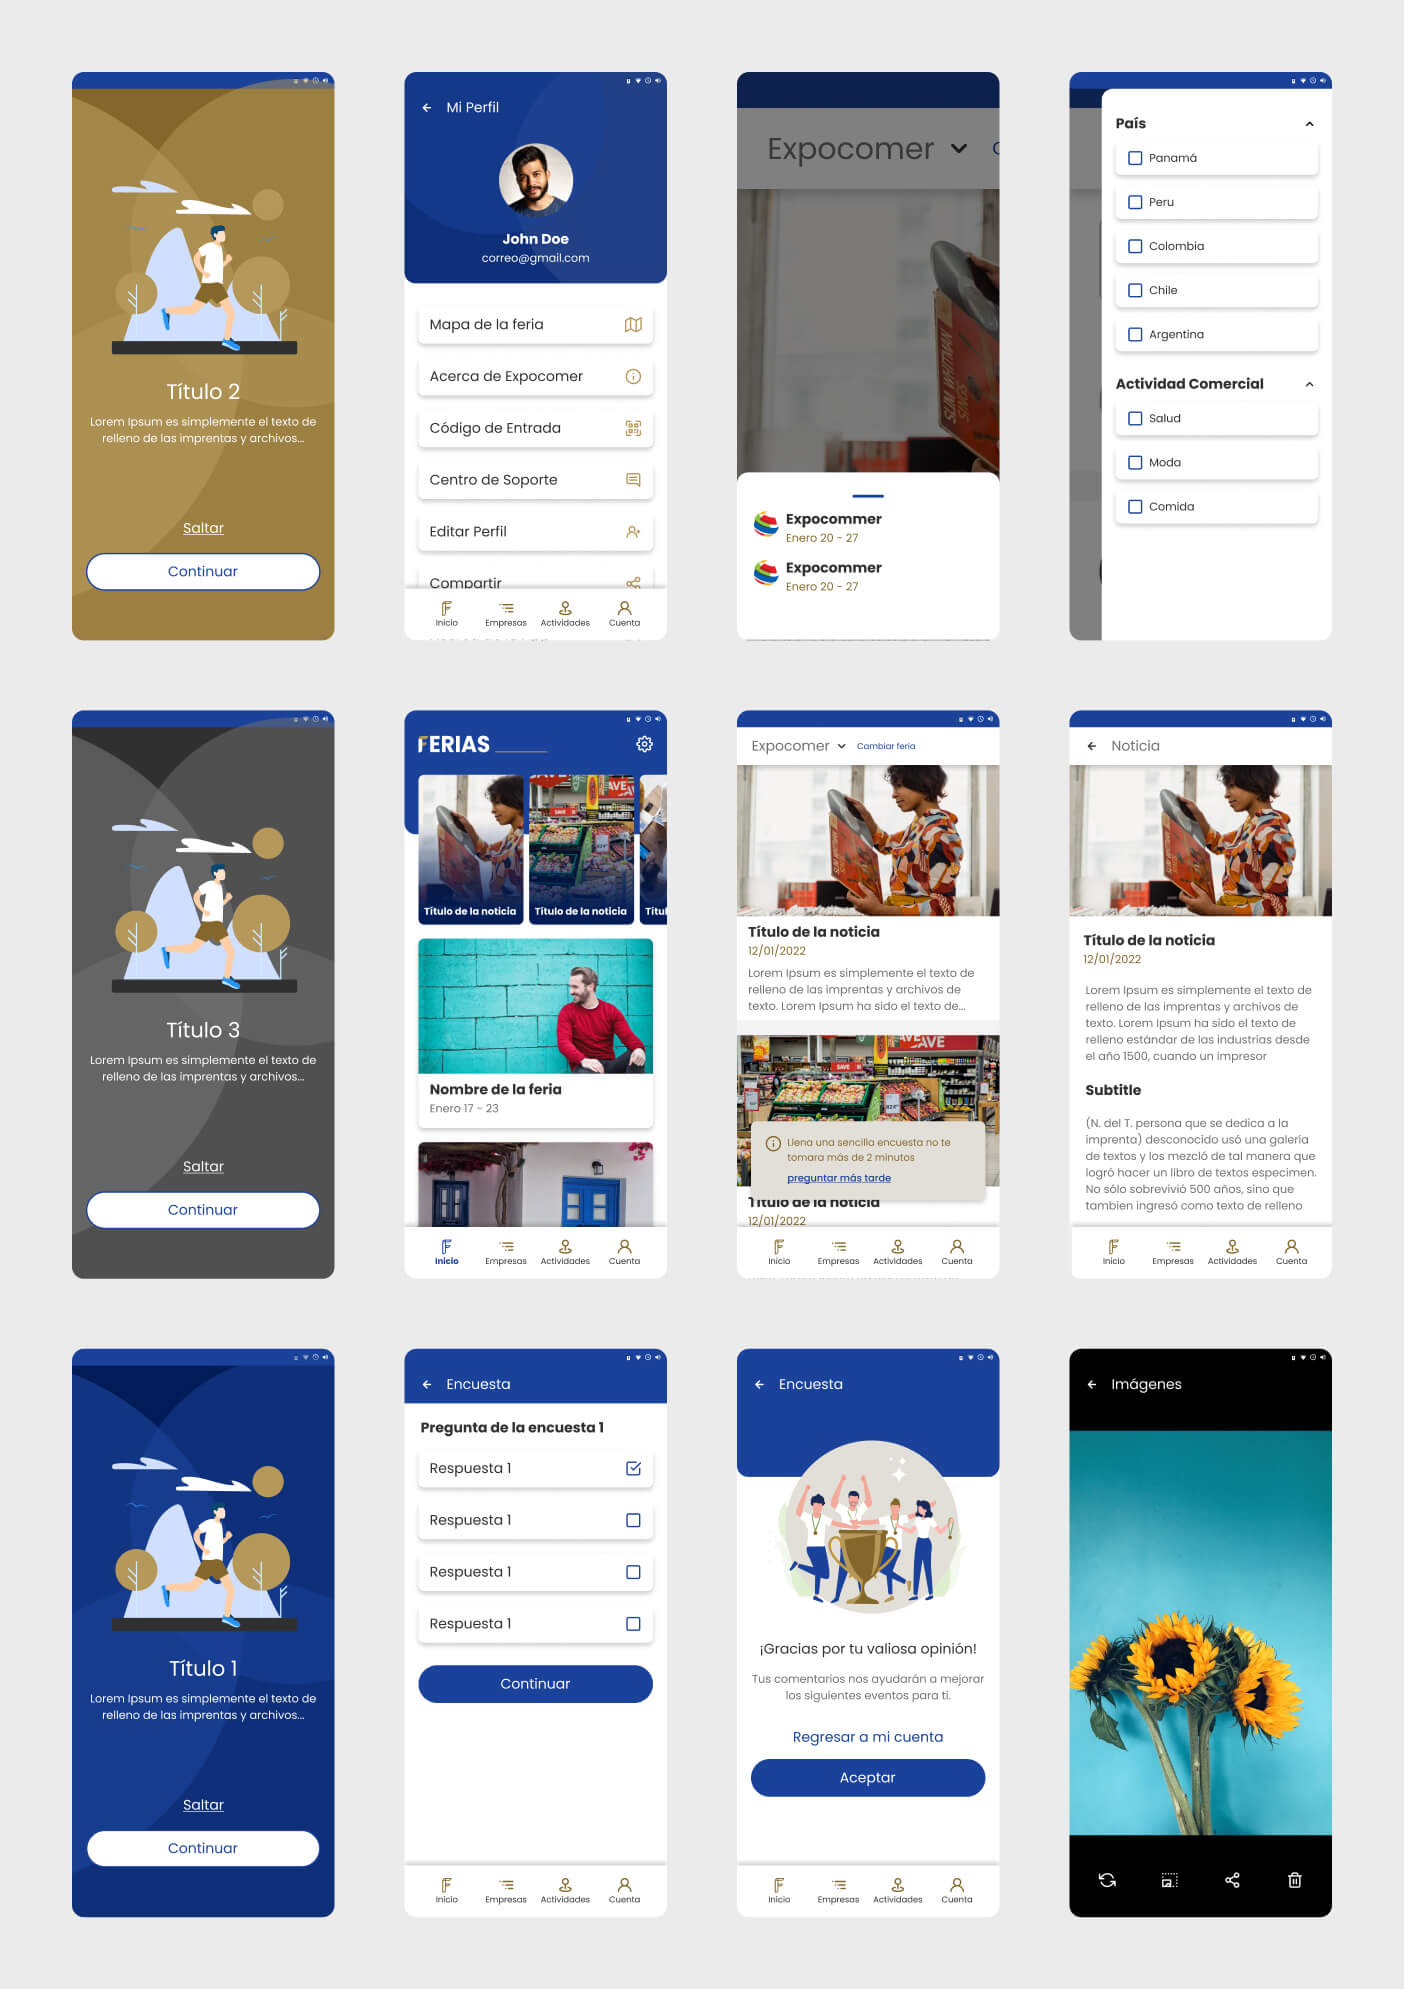 Título 2
Lorem Ipsum es simplemente el texto de
relleno de las imprentas y archivos...
Saltar
Continuar
Mi Perfil
John Doe
correo@gmail.com
Mapa de la feria
Acerca de Expocomer
Código de Entrada
Centro de Soporte
Editar Perfil
Compartir
Inicio
Empresas
Actividades
Cuenta
Expocomer
SLIM WHITMAN
SINGS
Expocommer
Enero 20 - 27
Expocommer
Enero 20 - 27
País
Panamá
Peru
Colombia
Chile
Argentina
Actividad Comercial
Salud
Moda
Comida
Título 3
Lorem Ipsum es simplemente el texto de
relleno de las imprentas y archivos...
Saltar
Continuar
FERIAS
Título de la noticia
Título de la noticia
Títul
Nombre de la feria
Enero 17 - 23
Inicio
Empresas
Actividades
Cuenta
Expocomer
Cambiar feria
Título de la noticia
12/01/2022
Lorem Ipsum es simplemente el texto de
relleno de las imprentas y archivos de
texto. Lorem Ipsum ha sido el texto de...
SAVE
SAVE
Llena una sencilla encuesta no te
tomara más de 2 minutos
preguntar más tarde
Título de la noticia
12/01/2022
Inicio
Empresas
Actividades
Cuenta
Noticia
Título de la noticia
12/01/2022
Lorem Ipsum es simplemente el texto de
relleno de las imprentas y archivos de
texto. Lorem Ipsum ha sido el texto de
relleno estándar de las industrias desde
el año 1500, cuando un impresor
Subtitle
(N. del T. persona que se dedica a la
imprenta) desconocido usó una galería
de textos y los mezcló de tal manera que
logró hacer un libro de textos especimen.
No sólo sobrevivió 500 años, sino que
tambien ingresó como texto de relleno
Inicio
Empresas
Actividades
Cuenta
Título 1
Lorem Ipsum es simplemente el texto de
relleno de las imprentas y archivos...
Saltar
Continuar
Encuesta
Pregunta de la encuesta 1
Respuesta 1
Respuesta 1
Respuesta 1
Respuesta 1
Continuar
Inicio
Empresas
Actividades
Cuenta
Encuesta
¡Gracias por tu valiosa opinión!
Tus comentarios nos ayudarán a mejorar
los siguientes eventos para ti.
Regresar a mi cuenta
Aceptar
Inicio
Empresas
Actividades
Cuenta
Imágenes